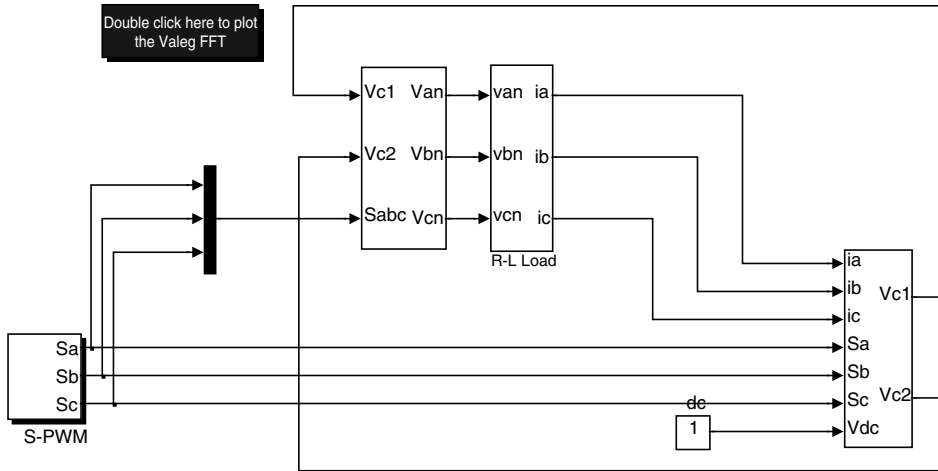 Double click here to plot
the Valeg FFT
Vc1 Van
Vc2 Vbn
Sabc Vcn
van ia
vbn ib
vcn ic
R-L Load
ia
ib
ic
Sa
Sb
Sc
Vdc
Vc1
Vc2
Sa
Sb
Sc
S-PWM
dc
1